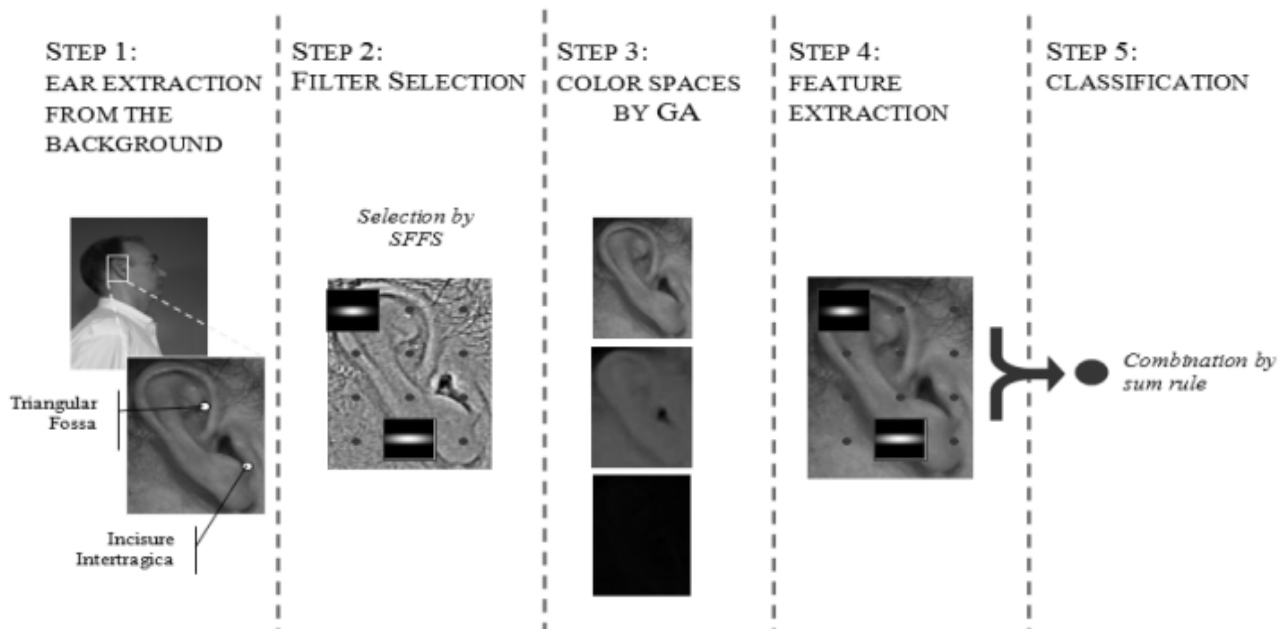 STEP 1:
EAR EXTRACTION
FROM THE
BACKGROUND
STEP 2:
FILTER SELECTION
STEP 3:
COLOR SPACES
BY GA
STEP 4:
FEATURE
EXTRACTION
STEP 5:
CLASSIFICATION
Selection by
SFFS
Triangular
Fossa
Incisure
Intertragica
Combination by
sum rule